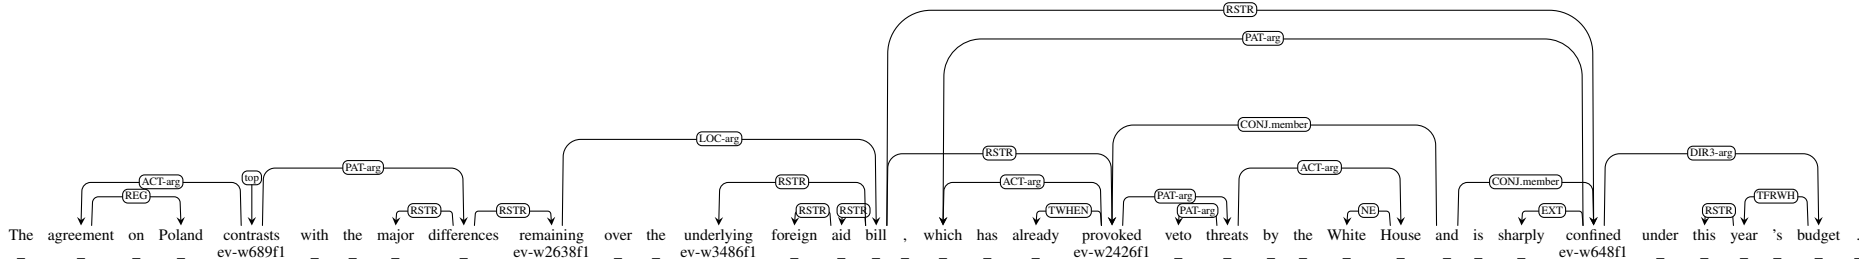 RSTR
PAT-arg
CONJ.member
LOC-arg
RSTR DIR3-arg
PAT-arg ACT-arg
top
ACT-arg RSTR ACT-arg CONJ.member
REG PAT-arg TFRWH
RSTR RSTR RSTR RSTR TWHEN PAT-arg NE EXT RSTR
The agreement on Poland contrasts with the major differences remaining over the underlying foreign aid bill , which has already provoked veto threats by the White House and is sharply confined under this year 's budget .
_ _ _ _ ev-w689f1 _ _ _ _ ev-w2638f1 _ _ ev-w3486f1 _ _ _ _ _ _ _ ev-w2426f1 _ _ _ _ _ _ _ _ _ ev-w648f1 _ _ _ _ _ _